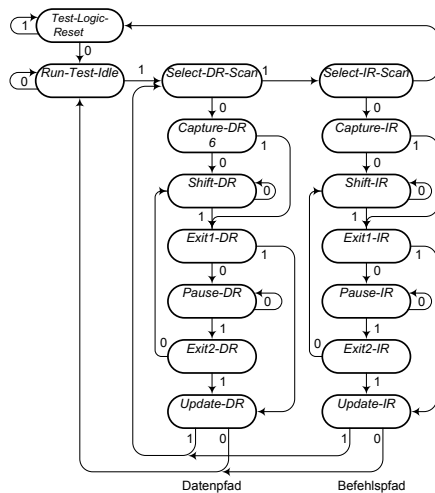 Test-Logic-
Reset
1
0
Run-Test-Idle
0
1
Select-DR-Scan
1
Select-IR-Scan
0
0
Capture-DR
6
1
Capture-IR
1
0
0
Shift-DR
0
Shift-IR
0
1
1
Exit1-DR
1
Exit1-IR
1
0
0
Pause-DR
0
Pause-IR
0
1
1
0
Exit2-DR
0
Exit2-IR
1
1
Update-DR
Update-IR
1
0
1
0
Datenpfad
Befehlspfad